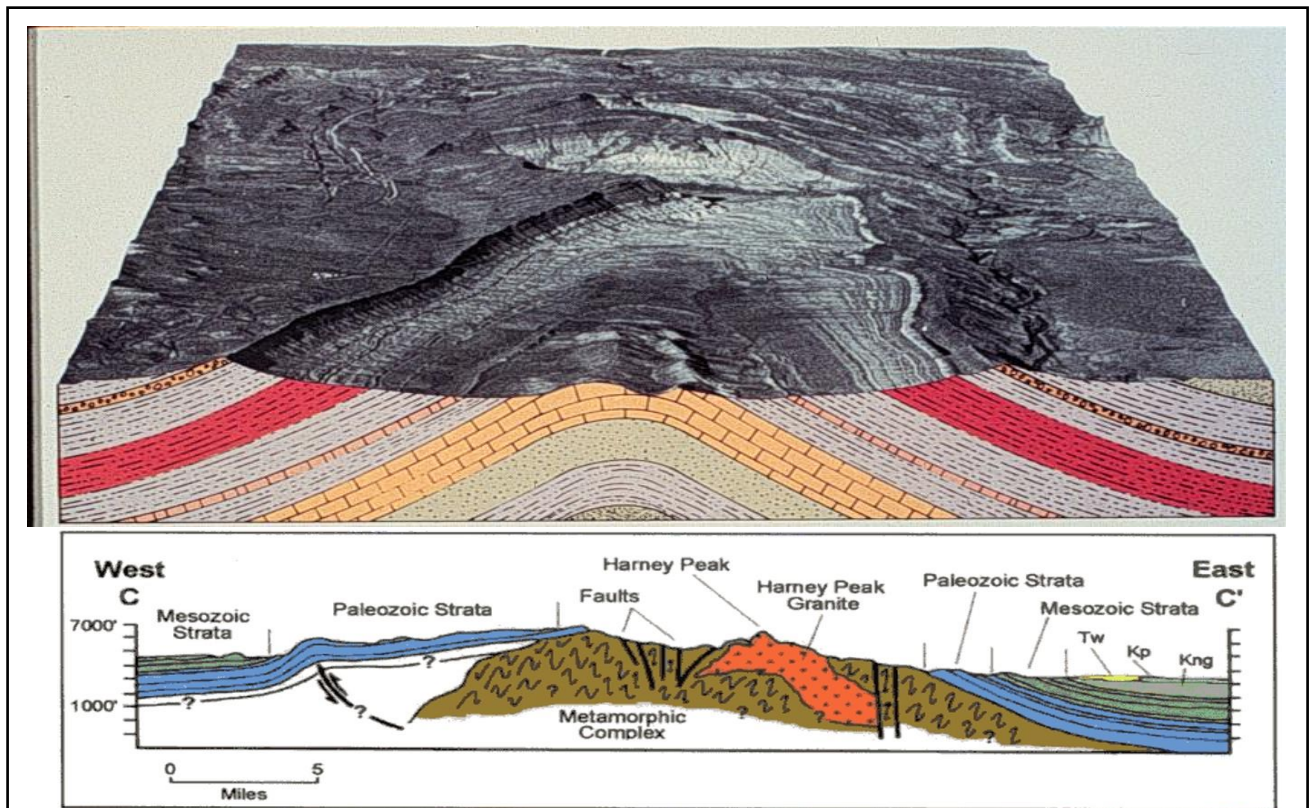 West
C
Mesozoic
Strata
Paleozoic Strata
Faults
Harney Peak
Harney Peak
Granite
Paleozoic Strata
Mesozoic Strata
East
C'
Tw
Kp
Kng
7000'
1000'
?
?
?
?
?
?
?
Metamorphic
Complex
0 5
Miles